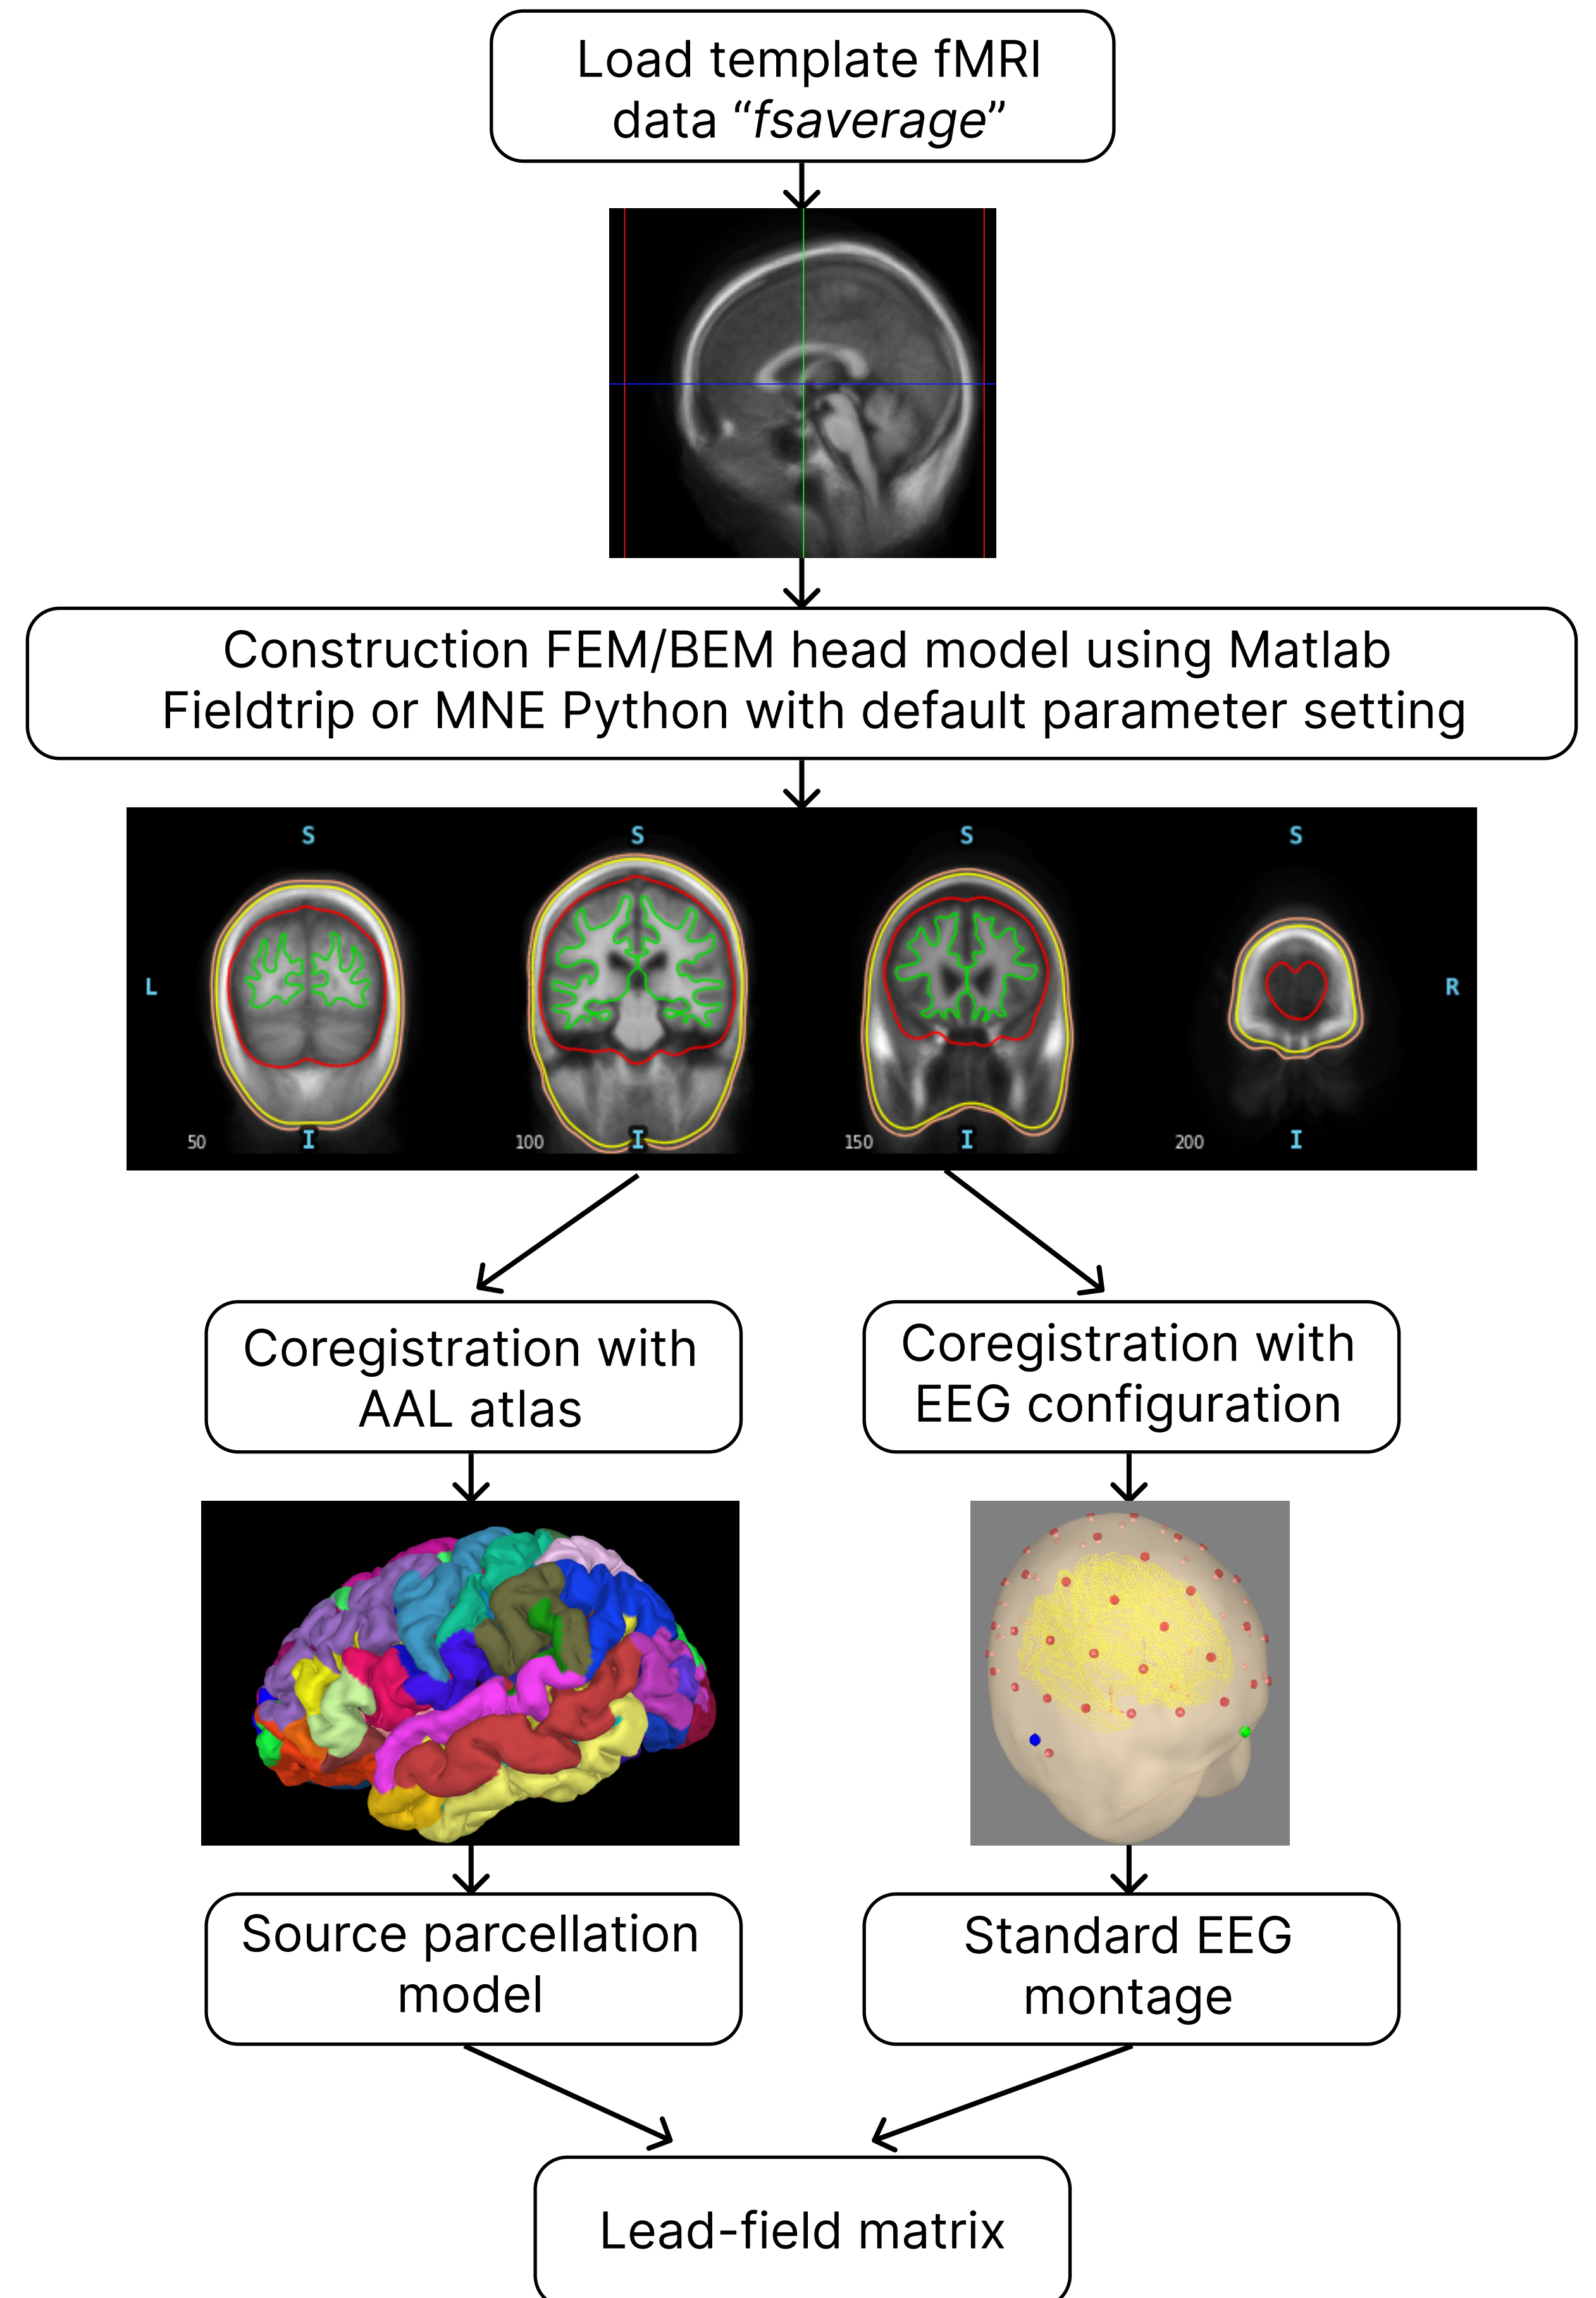 Load template fMRI
data “fsaverage”
Construction FEM/BEM head model using Matlab
Fieldtrip or MNE Python with default parameter setting
S S S S
L R
50 I 100 I 150 I 200 I
Coregistration with
AAL atlas
Coregistration with
EEG configuration
Source parcellation
model
Standard EEG
montage
Lead-field matrix